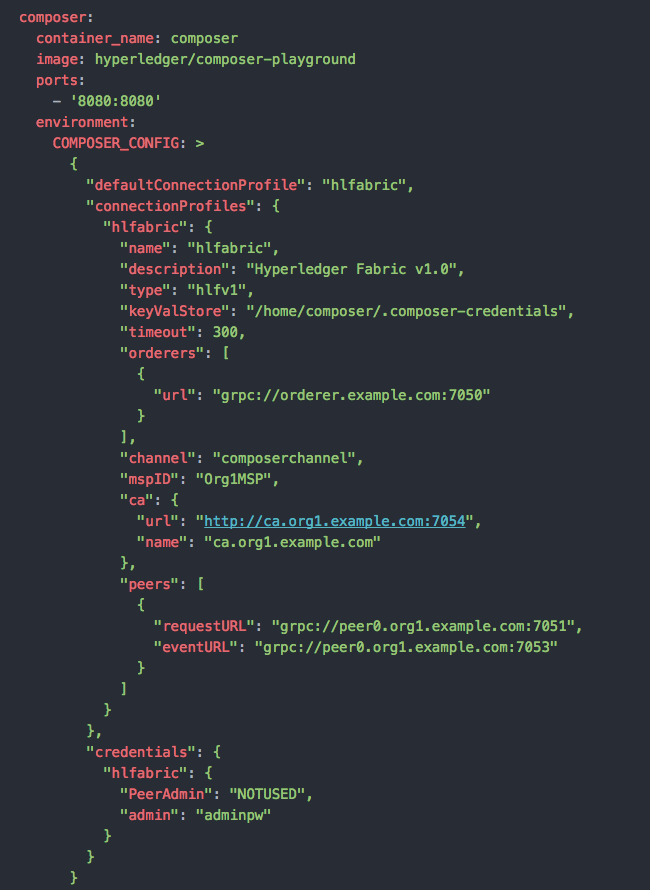 composer:
  container_name: composer
  image: hyperledger/composer-playground
  ports:
    - '8080:8080'
  environment:
    COMPOSER_CONFIG: >
      {
        "defaultConnectionProfile": "hlfabric",
        "connectionProfiles": {
          "hlfabric": {
            "name": "hlfabric",
            "description": "Hyperledger Fabric v1.0",
            "type": "hlfv1",
            "keyValStore": "/home/composer/.composer-credentials",
            "timeout": 300,
            "orderers": [
              {
                "url": "grpc://orderer.example.com:7050"
              }
            ],
            "channel": "composerchannel",
            "mspID": "Org1MSP",
            "ca": {
              "url": "http://ca.org1.example.com:7054",
              "name": "ca.org1.example.com"
            },
            "peers": [
              {
                "requestURL": "grpc://peer0.org1.example.com:7051",
                "eventURL": "grpc://peer0.org1.example.com:7053"
              }
            ]
          }
        },
        "credentials": {
          "hlfabric": {
            "PeerAdmin": "NOTUSED",
            "admin": "adminpw"
          }
        }
      }